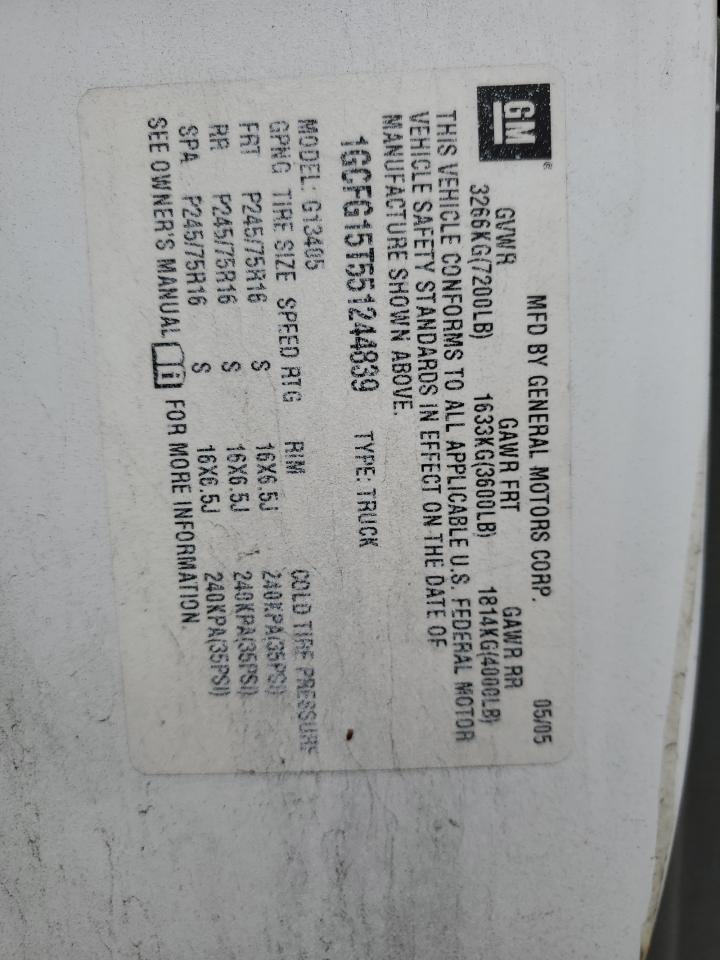 GM®
MFD BY GENERAL MOTORS CORP. 05/05
GVWR GAWR FRT GAWR RR
3266KG(7200LB) 1633KG(3600LB) 1814KG(4000LB)
THIS VEHICLE CONFORMS TO ALL APPLICABLE U.S. FEDERAL MOTOR
VEHICLE SAFETY STANDARDS IN EFFECT ON THE DATE OF
MANUFACTURE SHOWN ABOVE.
1GCFG15T551244839 TYPE: TRUCK
MODEL: G13405
GPNG TIRE SIZE SPEED RTG RIM COLD TIRE PRESSURE
FRT P245/75R16 S 16X6.5J 240KPA(35PSI)
RR P245/75R16 S 16X6.5J 240KPA(35PSI)
SPA P245/75R16 S 16X6.5J 240KPA(35PSI)
SEE OWNER'S MANUAL i FOR MORE INFORMATION.